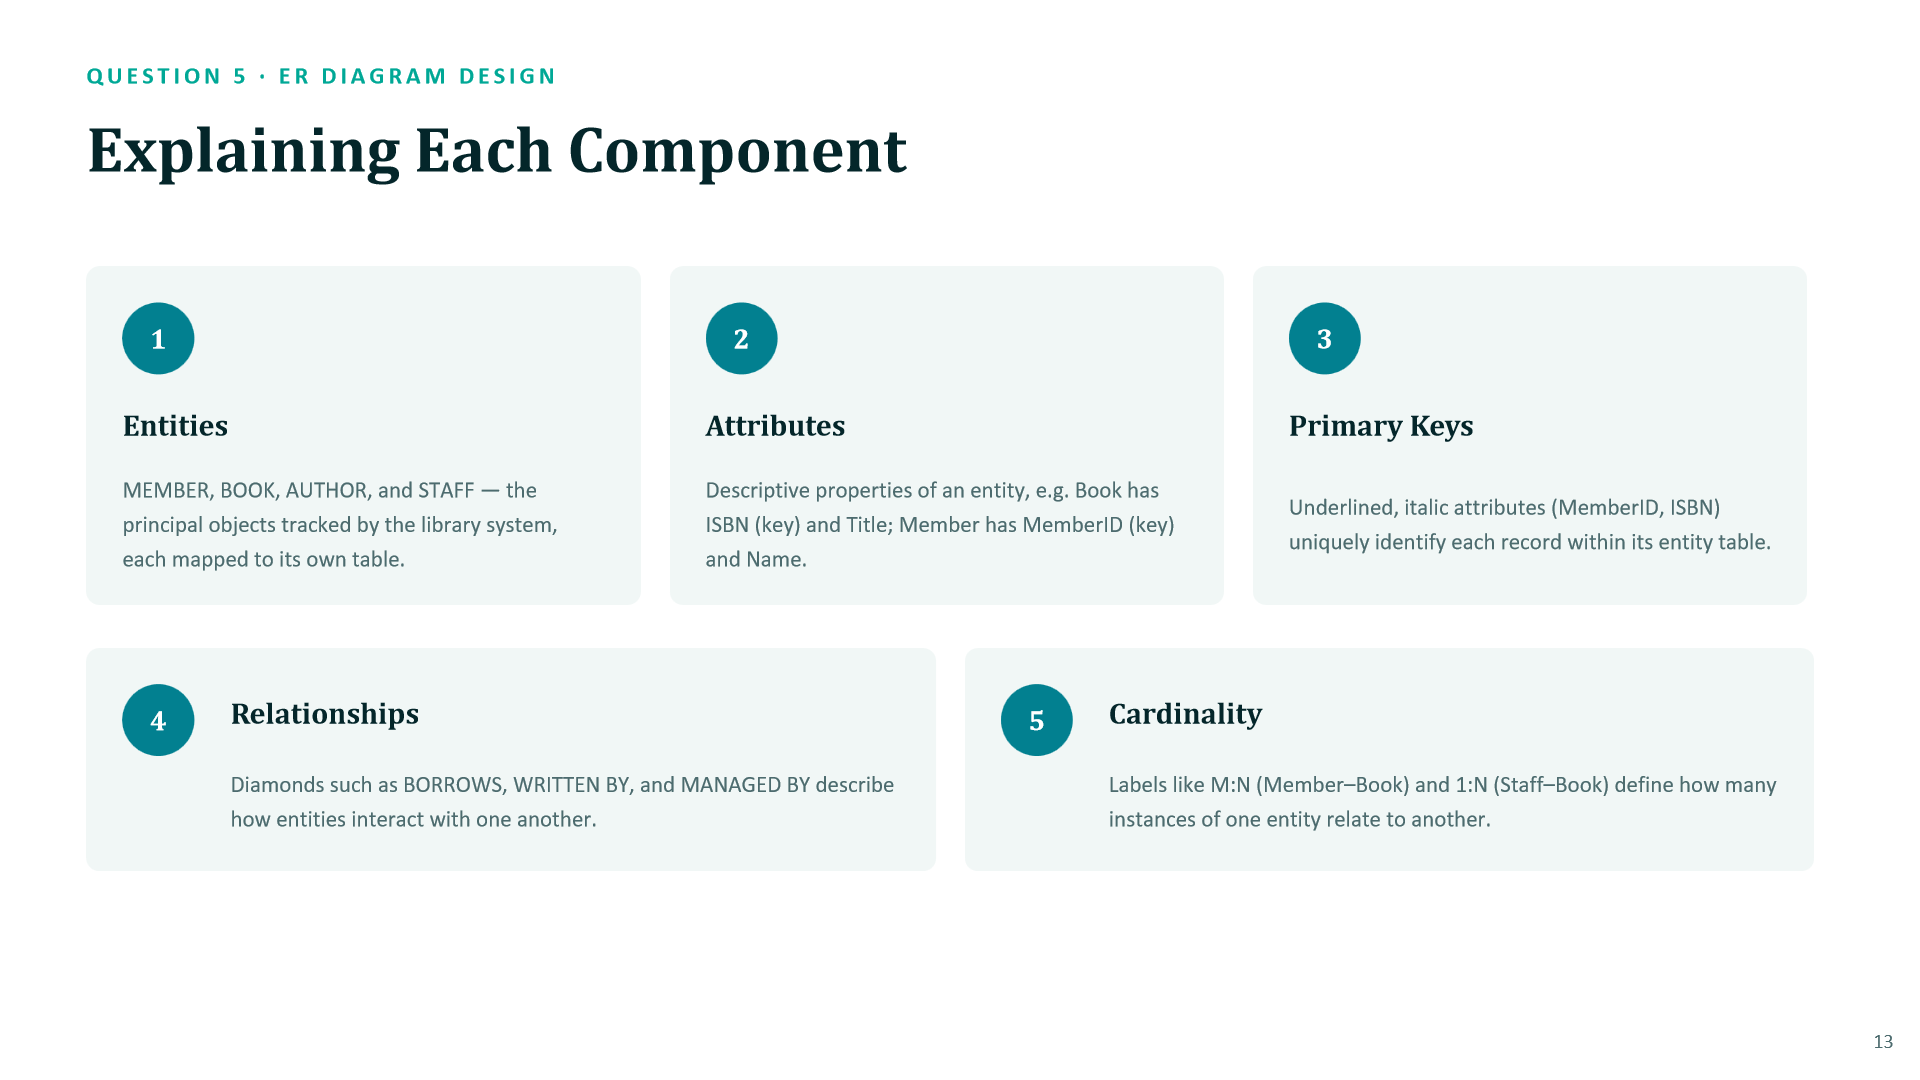 QUESTION 5 · ER DIAGRAM DESIGN
Explaining Each Component
1
Entities
MEMBER, BOOK, AUTHOR, and STAFF — the
principal objects tracked by the library system,
each mapped to its own table.
2
Attributes
Descriptive properties of an entity, e.g. Book has
ISBN (key) and Title; Member has MemberID (key)
and Name.
3
Primary Keys
Underlined, italic attributes (MemberID, ISBN)
uniquely identify each record within its entity table.
4
Relationships
Diamonds such as BORROWS, WRITTEN BY, and MANAGED BY describe
how entities interact with one another.
5
Cardinality
Labels like M:N (Member–Book) and 1:N (Staff–Book) define how many
instances of one entity relate to another.
13